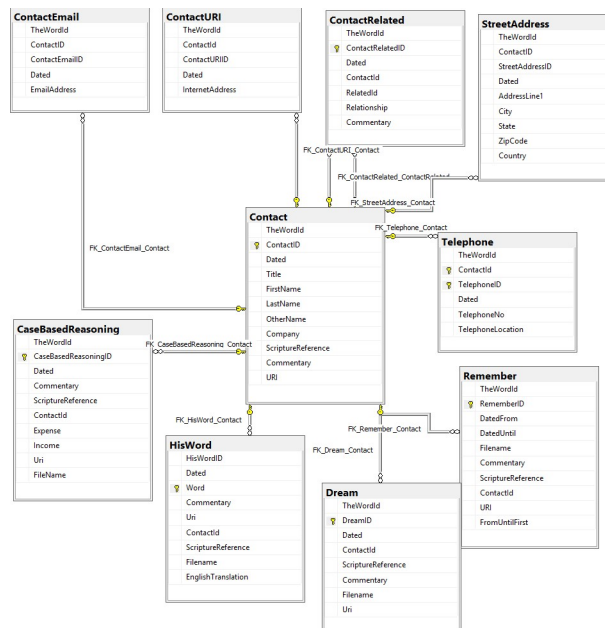 ContactEmail
TheWordId
ContactID
ContactEmailID
Dated
EmailAddress
ContactURI
TheWordId
ContactId
ContactURIID
Dated
InternetAddress
ContactRelated
TheWordId
ContactRelatedID
Dated
ContactId
RelatedId
Relationship
Commentary
StreetAddress
TheWordId
ContactID
StreetAddressID
Dated
AddressLine1
City
State
ZipCode
Country
FK_ContactURI_Contact
FK_ContactRelated_ContactRelated
FK_StreetAddress_Contact
FK_Telephone_Contact
FK_ContactEmail_Contact
Contact
TheWordId
ContactID
Dated
Title
FirstName
LastName
OtherName
Company
ScriptureReference
Commentary
URI
Telephone
TheWordId
ContactId
TelephoneID
Dated
TelephoneNo
TelephoneLocation
CaseBasedReasoning
TheWordId
CaseBasedReasoningID
Dated
Commentary
ScriptureReference
ContactId
Expense
Income
Uri
FileName
FK_CaseBasedReasoning_Contact
FK_HisWord_Contact
FK_Remember_Contact
FK_Dream_Contact
Remember
TheWordId
RememberID
DatedFrom
DatedUntil
Filename
Commentary
ScriptureReference
ContactId
URI
FromUntilFirst
HisWord
HisWordID
Dated
Word
Commentary
Uri
ContactId
ScriptureReference
Filename
EnglishTranslation
Dream
TheWordId
DreamID
Dated
ContactId
ScriptureReference
Commentary
Filename
Uri